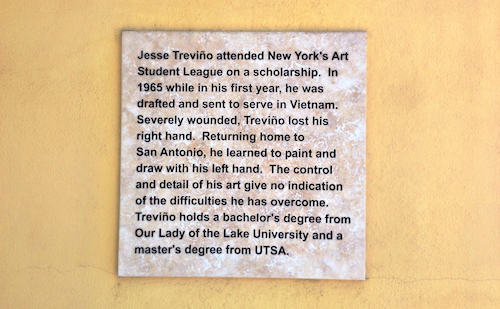 Jesse Treviño attended New York's Art
Student League on a scholarship.  In
1965 while in his first year, he was
drafted and sent to serve in Vietnam.
Severely wounded, Treviño lost his
right hand.  Returning home to
San Antonio, he learned to paint and
draw with his left hand.  The control
and detail of his art give no indication
of the difficulties he has overcome.
Treviño holds a bachelor's degree from
Our Lady of the Lake University and a
master's degree from UTSA.